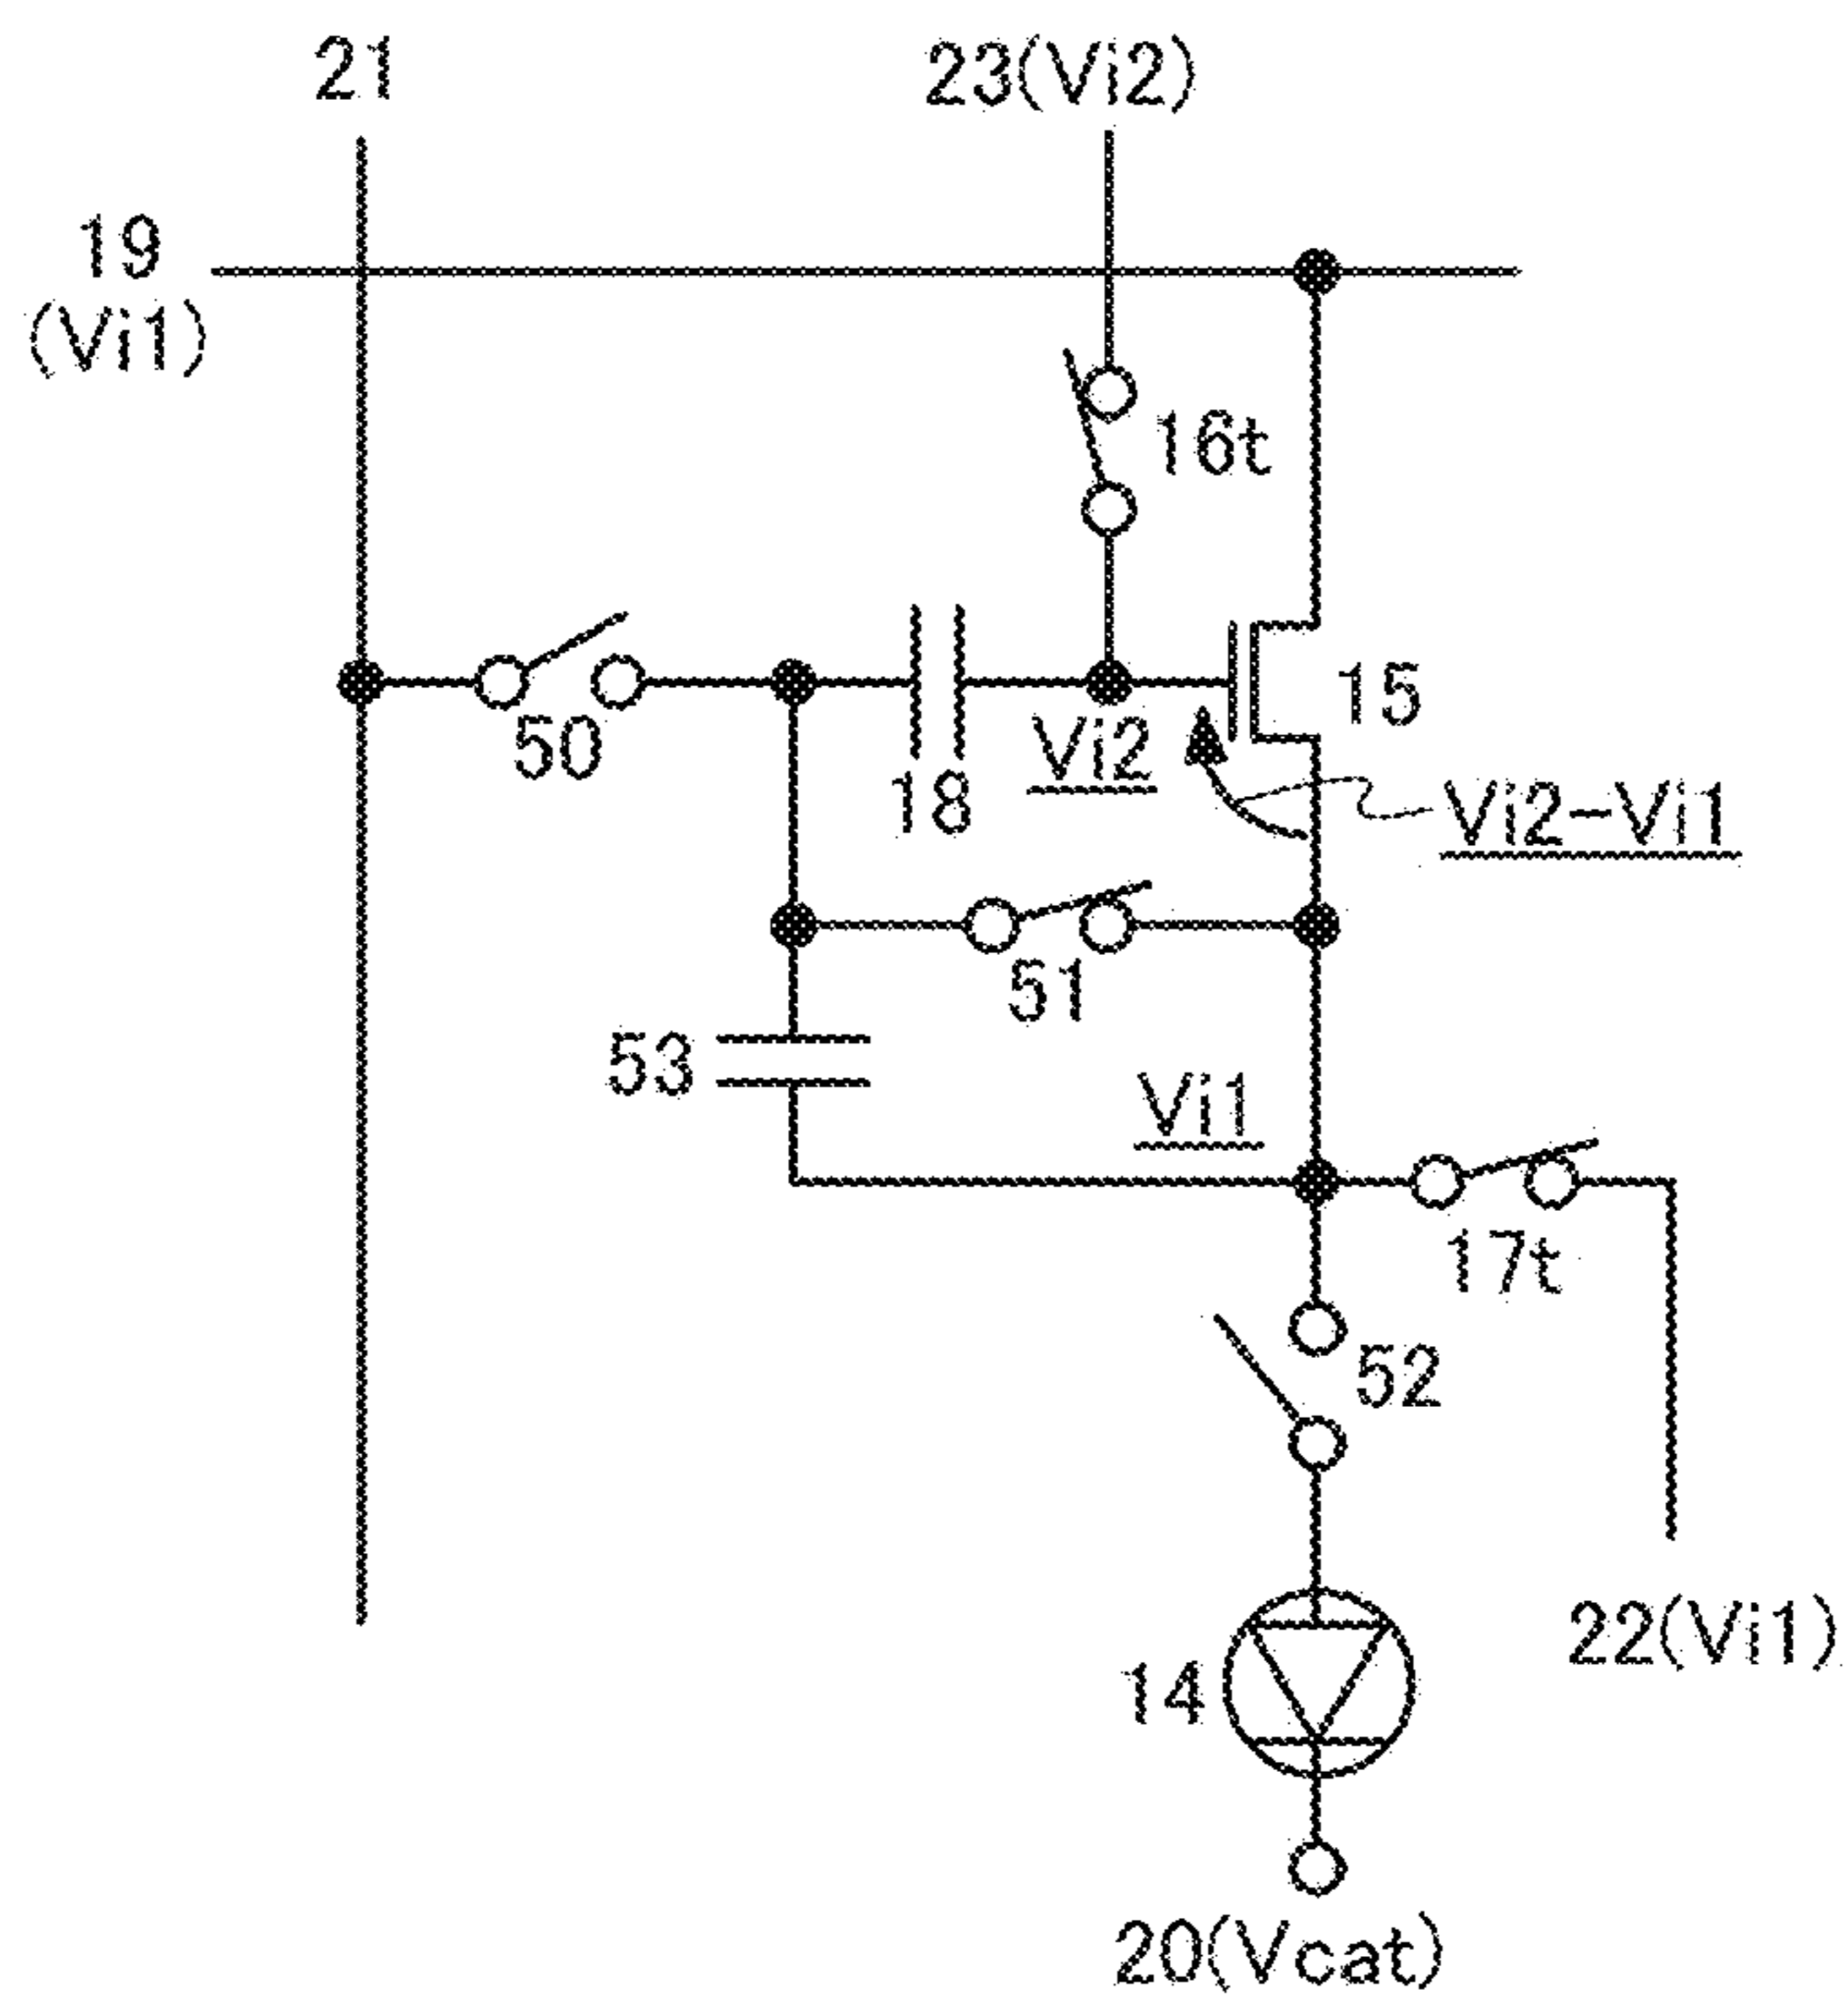 21
23(Vi2)
19
(Vi1)
16t
50
18
Vi2
15
Vi2-Vi1
51
53
Vi1
17t
52
14
22(Vi1)
20(Vcat)